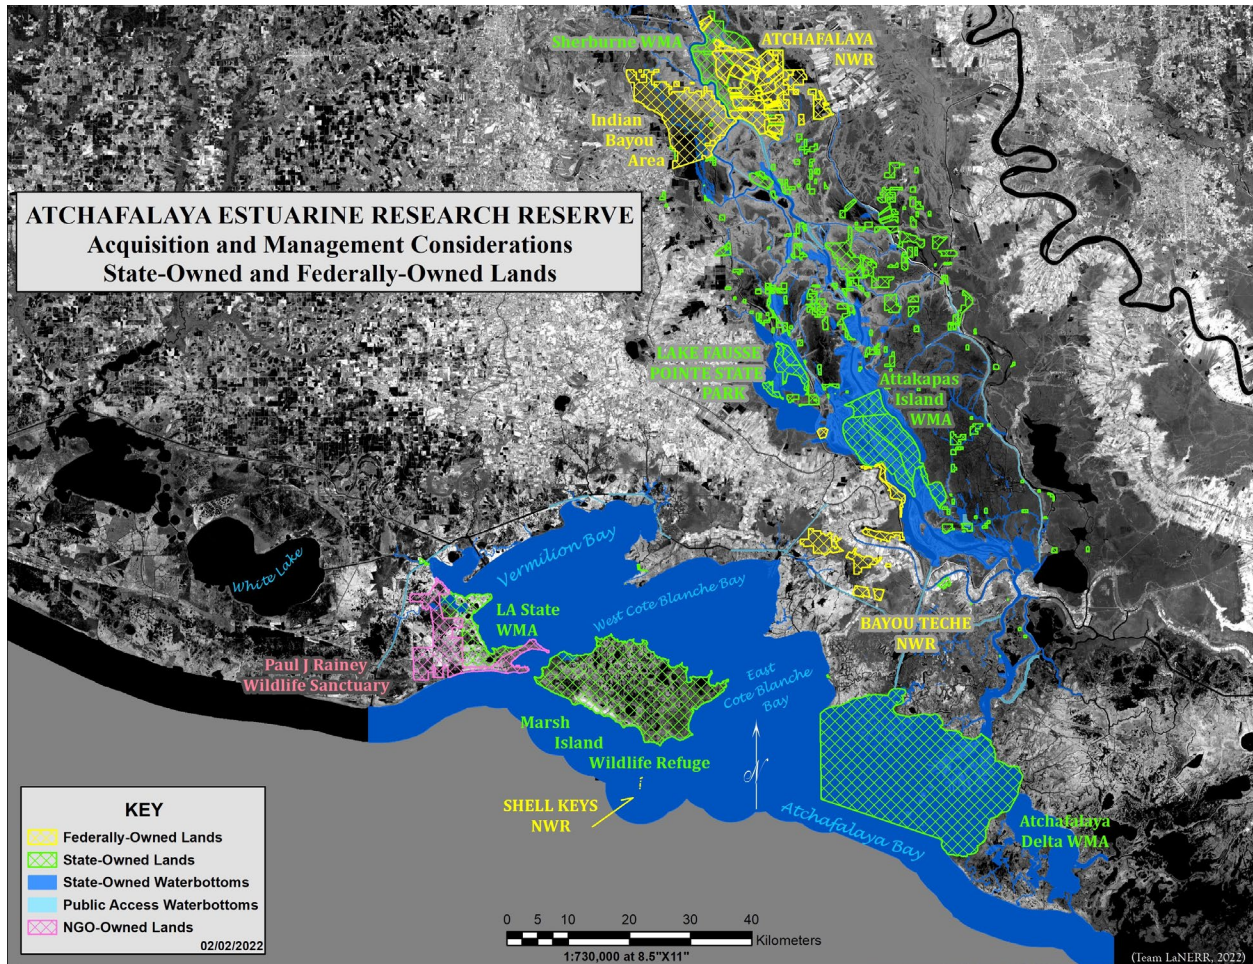 Sherburne WMA
ATCHAFALAYA
NWR
Indian
Bayou
Area
ATCHAFALAYA ESTUARINE RESEARCH RESERVE
Acquisition and Management Considerations
State-Owned and Federally-Owned Lands
LAKE FAUSSE
POINTE STATE
PARK
Attakapas
Island
WMA
White Lake
Vermilion Bay
West Cote Blanche Bay
LA State
WMA
BAYOU TECHE
NWR
Paul J Rainey
Wildlife Sanctuary
East
Cote Blanche
Bay
Marsh
Island
Wildlife Refuge
N
SHELL KEYS
NWR
Atchafalaya Bay
Atchafalaya
Delta WMA
KEY
Federally-Owned Lands
State-Owned Lands
State-Owned Waterbottoms
Public Access Waterbottoms
NGO-Owned Lands
02/02/2022
0 5 10 20 30 40
Kilometers
1:730,000 at 8.5"X11"
(Team LaNERR, 2022)